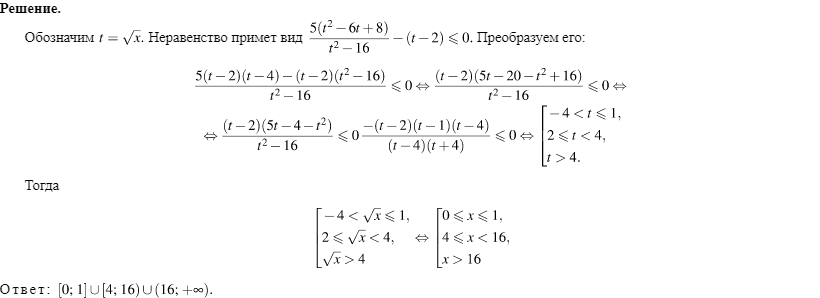 Решение.
Обозначим t = √x. Неравенство примет вид 5(t² − 6t + 8)/(t² − 16) − (t − 2) ⩽ 0. Преобразуем его:
(5(t − 2)(t − 4) − (t − 2)(t² − 16))/(t² − 16) ⩽ 0 ⇔ ((t − 2)(5t − 20 − t² + 16))/(t² − 16) ⩽ 0 ⇔
⇔ ((t − 2)(5t − 4 − t²))/(t² − 16) ⩽ 0 (−(t − 2)(t − 1)(t − 4))/((t − 4)(t + 4)) ⩽ 0 ⇔ [ −4 < t ⩽ 1,
2 ⩽ t < 4,
t > 4.
Тогда
[ −4 < √x ⩽ 1, [ 0 ⩽ x ⩽ 1,
2 ⩽ √x < 4, ⇔ 4 ⩽ x < 16,
√x > 4 x > 16
Ответ: [0; 1] ∪ [4; 16) ∪ (16; +∞).